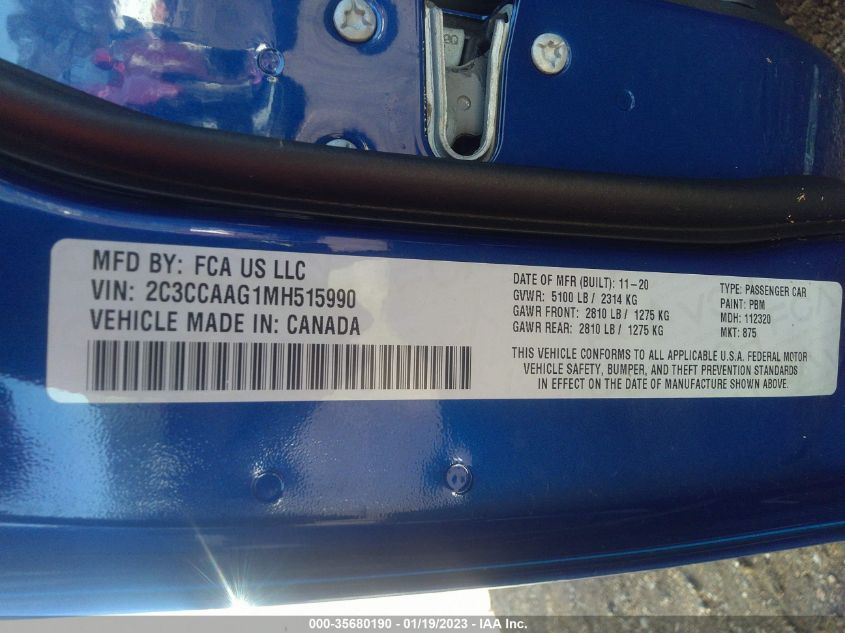 MFD BY: FCA US LLC
VIN: 2C3CCAAG1MH515990
VEHICLE MADE IN: CANADA
DATE OF MFR (BUILT): 11-20
GVWR: 5100 LB / 2314 KG
GAWR FRONT: 2810 LB / 1275 KG
GAWR REAR: 2810 LB / 1275 KG
TYPE: PASSENGER CAR
PAINT: PBM
MDH: 112320
MKT: 875
THIS VEHICLE CONFORMS TO ALL APPLICABLE U.S.A. FEDERAL MOTOR
VEHICLE SAFETY, BUMPER, AND THEFT PREVENTION STANDARDS
IN EFFECT ON THE DATE OF MANUFACTURE SHOWN ABOVE.
000-35680190 - 01/19/2023 - IAA Inc.